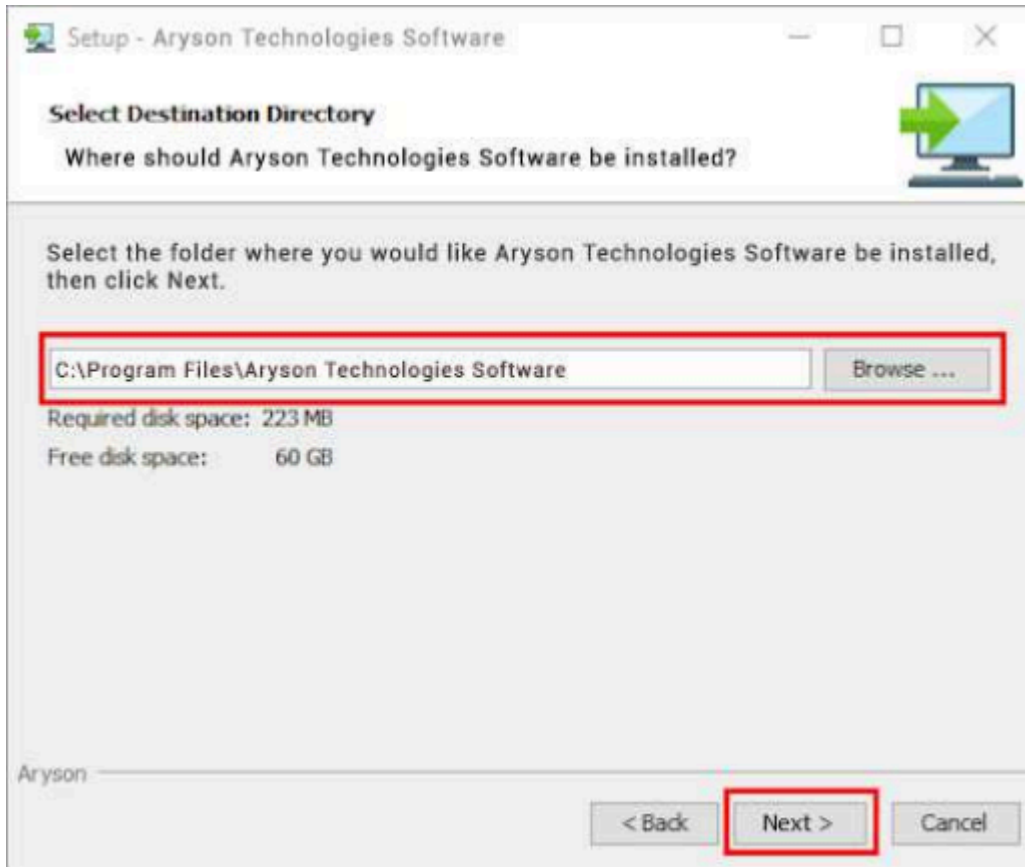 Setup - Aryson Technologies Software
Select Destination Directory
Where should Aryson Technologies Software be installed?
Select the folder where you would like Aryson Technologies Software be installed,
then click Next.
C:\Program Files\Aryson Technologies Software
Browse ...
Required disk space: 223 MB
Free disk space: 60 GB
Aryson
< Back Next > Cancel